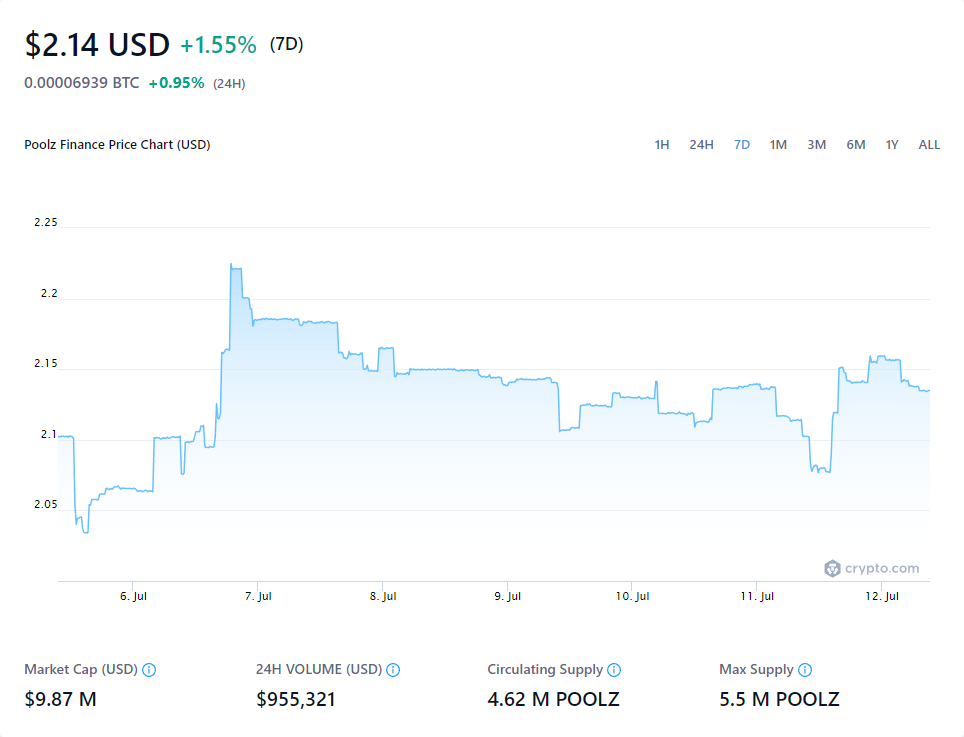 $2.14 USD +1.55% (7D)
0.00006939 BTC +0.95% (24H)
Poolz Finance Price Chart (USD) 1H 24H 7D 1M 3M 6M 1Y ALL
2.25
2.2
2.15
2.1
2.05
crypto.com
6. Jul 7. Jul 8. Jul 9. Jul 10. Jul 11. Jul 12. Jul
Market Cap (USD) 24H VOLUME (USD) Circulating Supply Max Supply
$9.87 M $955,321 4.62 M POOLZ 5.5 M POOLZ